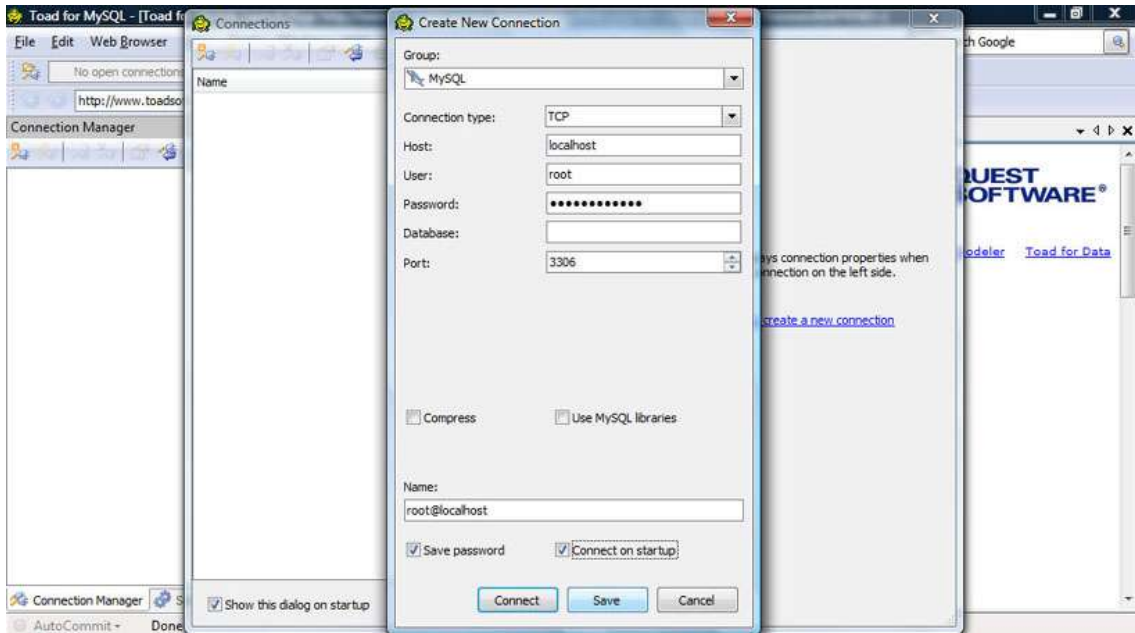 Toad for MySQL - [Toad fo
File Edit Web Browser
No open connections
http://www.toadso
Connection Manager
Connection Manager
AutoCommit
Done
Connections
Name
Show this dialog on startup
Create New Connection
Group:
MySQL
Connection type: TCP
Host: localhost
User: root
Password: ●●●●●●●●●●●●
Database:
Port: 3306
Compress
Use MySQL libraries
Name:
root@localhost
Save password
Connect on startup
Connect
Save
Cancel
ays connection properties when
nnection on the left side.
create a new connection
ch Google
QUEST
SOFTWARE®
odeler Toad for Data